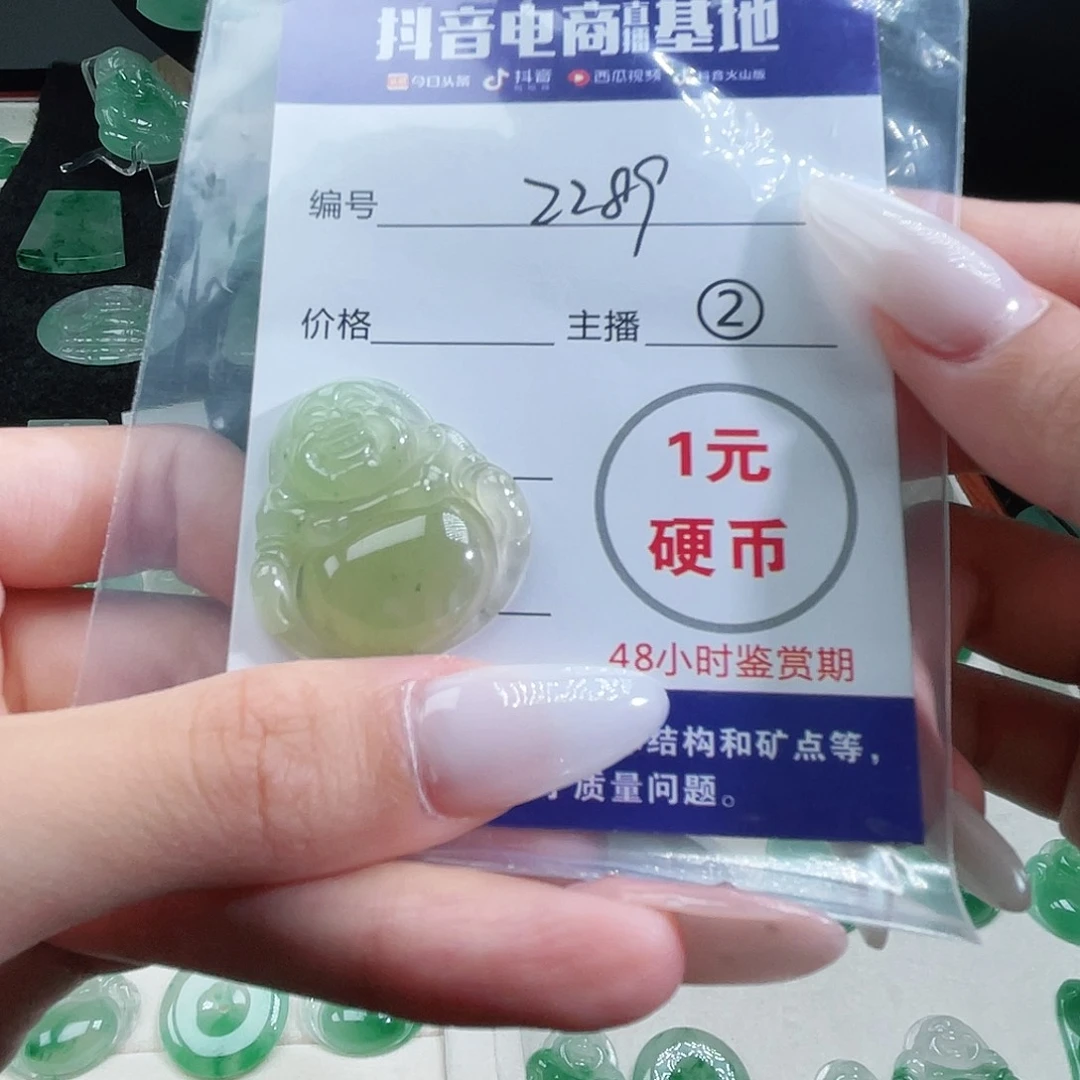 抖音电商直播基地
今日头条 抖音 西瓜视频 抖音火山版
编号 2289
价格 主播 ②
1元
硬币
48小时鉴赏期
结构和矿点等，
质量问题。